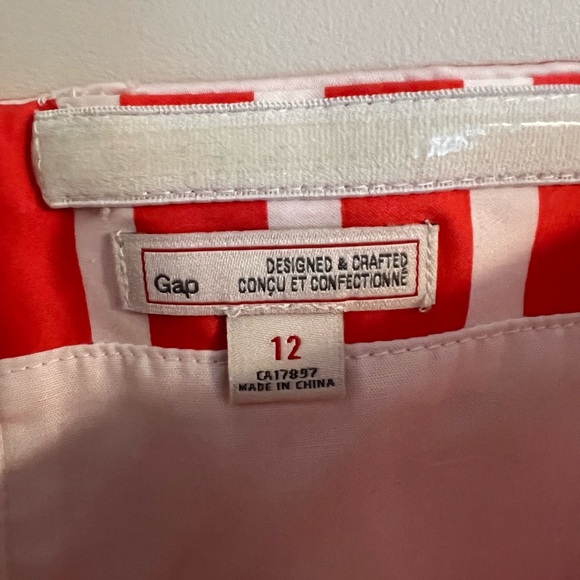 Gap
DESIGNED & CRAFTED
CONÇU ET CONFECTIONNÉ
12
CA17897
MADE IN CHINA